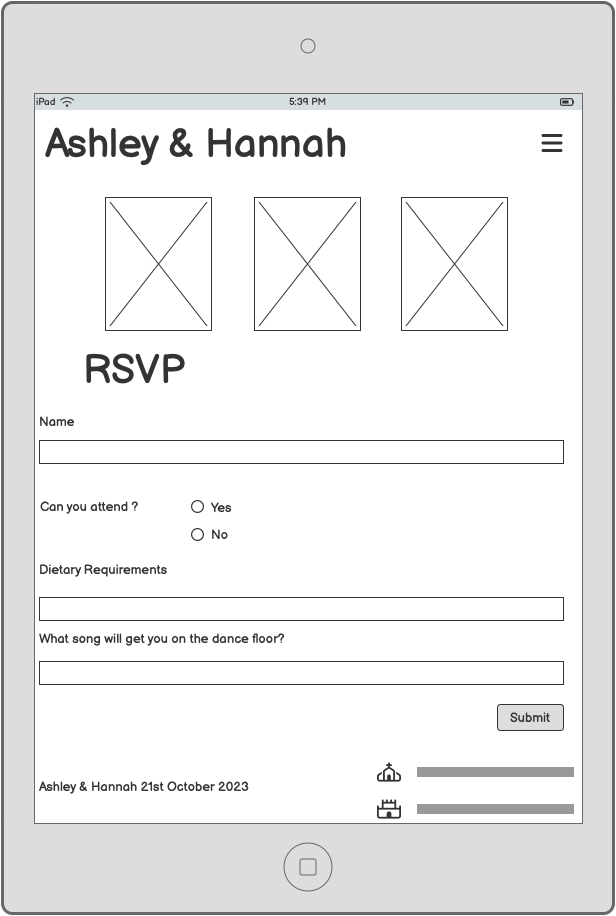 iPad 5:39 PM
Ashley & Hannah
RSVP
Name
Can you attend ? Yes
No
Dietary Requirements
What song will get you on the dance floor?
Submit
Ashley & Hannah 21st October 2023